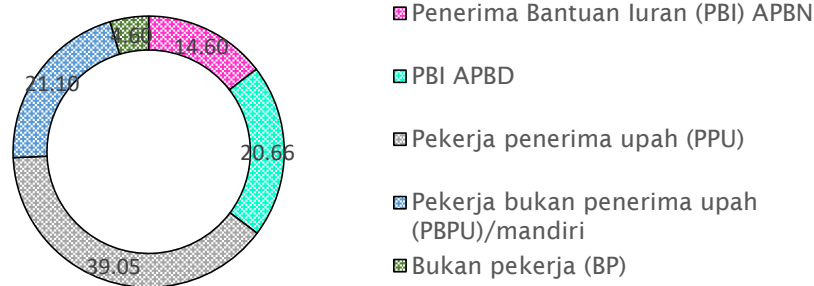 4.60
14.60
21.10
20.66
39.05
Penerima Bantuan Iuran (PBI) APBN
PBI APBD
Pekerja penerima upah (PPU)
Pekerja bukan penerima upah
(PBPU)/mandiri
Bukan pekerja (BP)